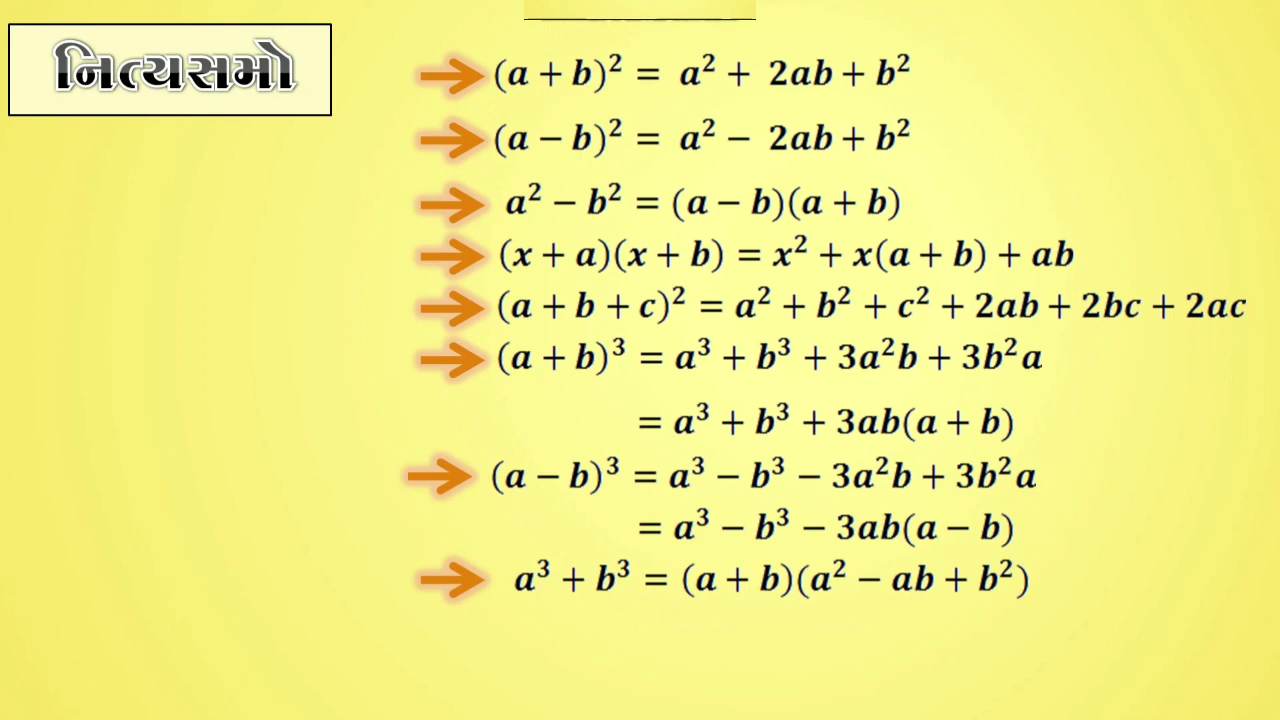 નિત્યસમો
(a + b)² = a² + 2ab + b²
(a − b)² = a² − 2ab + b²
a² − b² = (a − b)(a + b)
(x + a)(x + b) = x² + x(a + b) + ab
(a + b + c)² = a² + b² + c² + 2ab + 2bc + 2ac
(a + b)³ = a³ + b³ + 3a²b + 3b²a
= a³ + b³ + 3ab(a + b)
(a − b)³ = a³ − b³ − 3a²b + 3b²a
= a³ − b³ − 3ab(a − b)
a³ + b³ = (a + b)(a² − ab + b²)